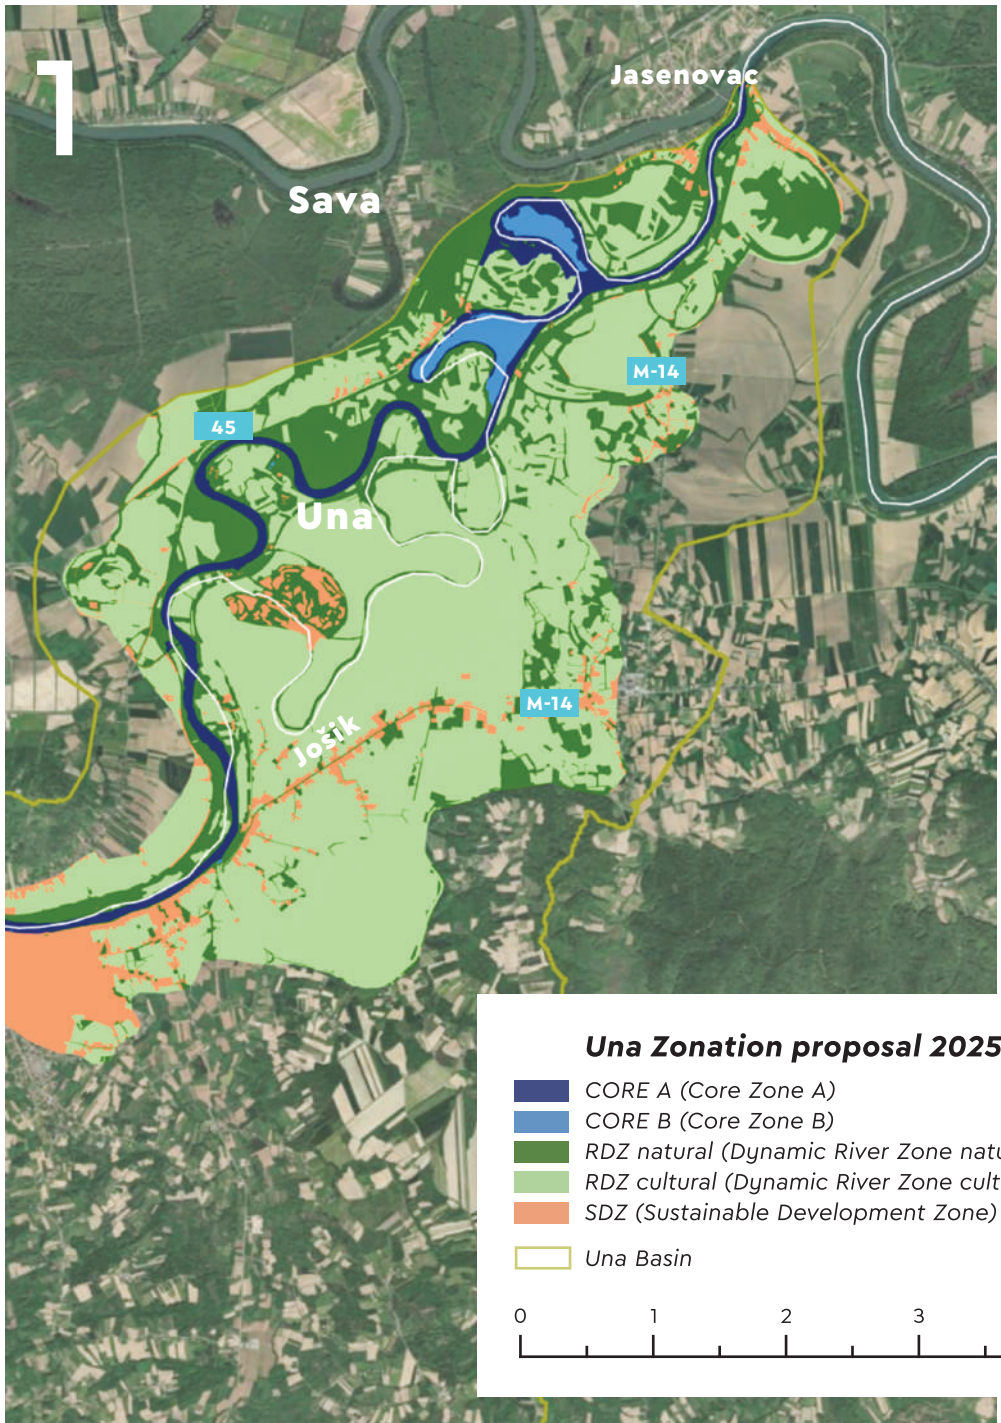 1
Jasenovac
Sava
M-14
45
Una
M-14
Jošik
Una Zonation proposal 2025
CORE A (Core Zone A)
CORE B (Core Zone B)
RDZ natural (Dynamic River Zone natu
RDZ cultural (Dynamic River Zone cult
SDZ (Sustainable Development Zone)
Una Basin
0 1 2 3